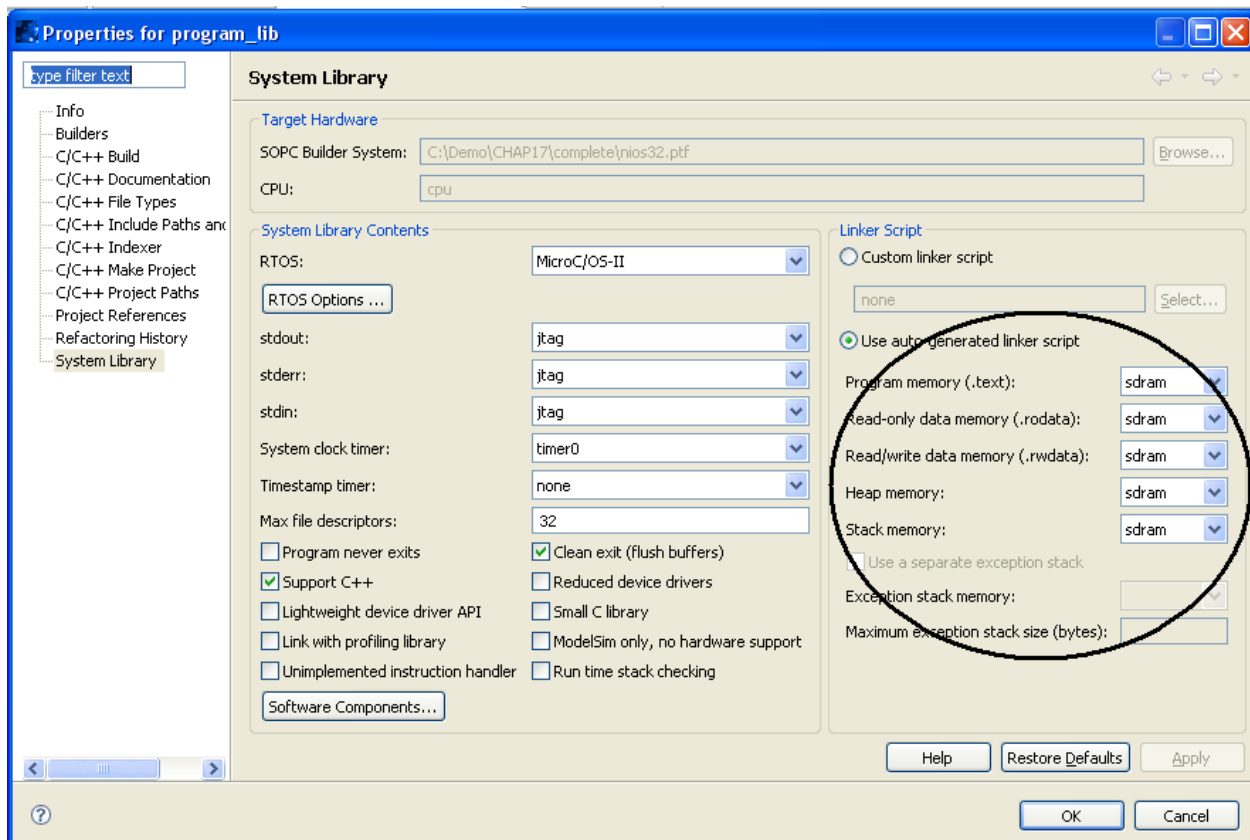 Properties for program_lib
type filter text
Info
Builders
C/C++ Build
C/C++ Documentation
C/C++ File Types
C/C++ Include Paths and
C/C++ Indexer
C/C++ Make Project
C/C++ Project Paths
Project References
Refactoring History
System Library
System Library
Target Hardware
SOPC Builder System: C:\Demo\CHAP17\complete\nios32.ptf Browse...
CPU: cpu
System Library Contents
RTOS: MicroC/OS-II
RTOS Options ...
stdout: jtag
stderr: jtag
stdin: jtag
System clock timer: timer0
Timestamp timer: none
Max file descriptors: 32
Program never exits Clean exit (flush buffers)
Support C++ Reduced device drivers
Lightweight device driver API Small C library
Link with profiling library ModelSim only, no hardware support
Unimplemented instruction handler Run time stack checking
Software Components...
Linker Script
Custom linker script
none Select...
Use auto generated linker script
Program memory (.text): sdram
Read-only data memory (.rodata): sdram
Read/write data memory (.rwdata): sdram
Heap memory: sdram
Stack memory: sdram
Use a separate exception stack
Exception stack memory:
Maximum exception stack size (bytes):
Help Restore Defaults Apply
OK Cancel